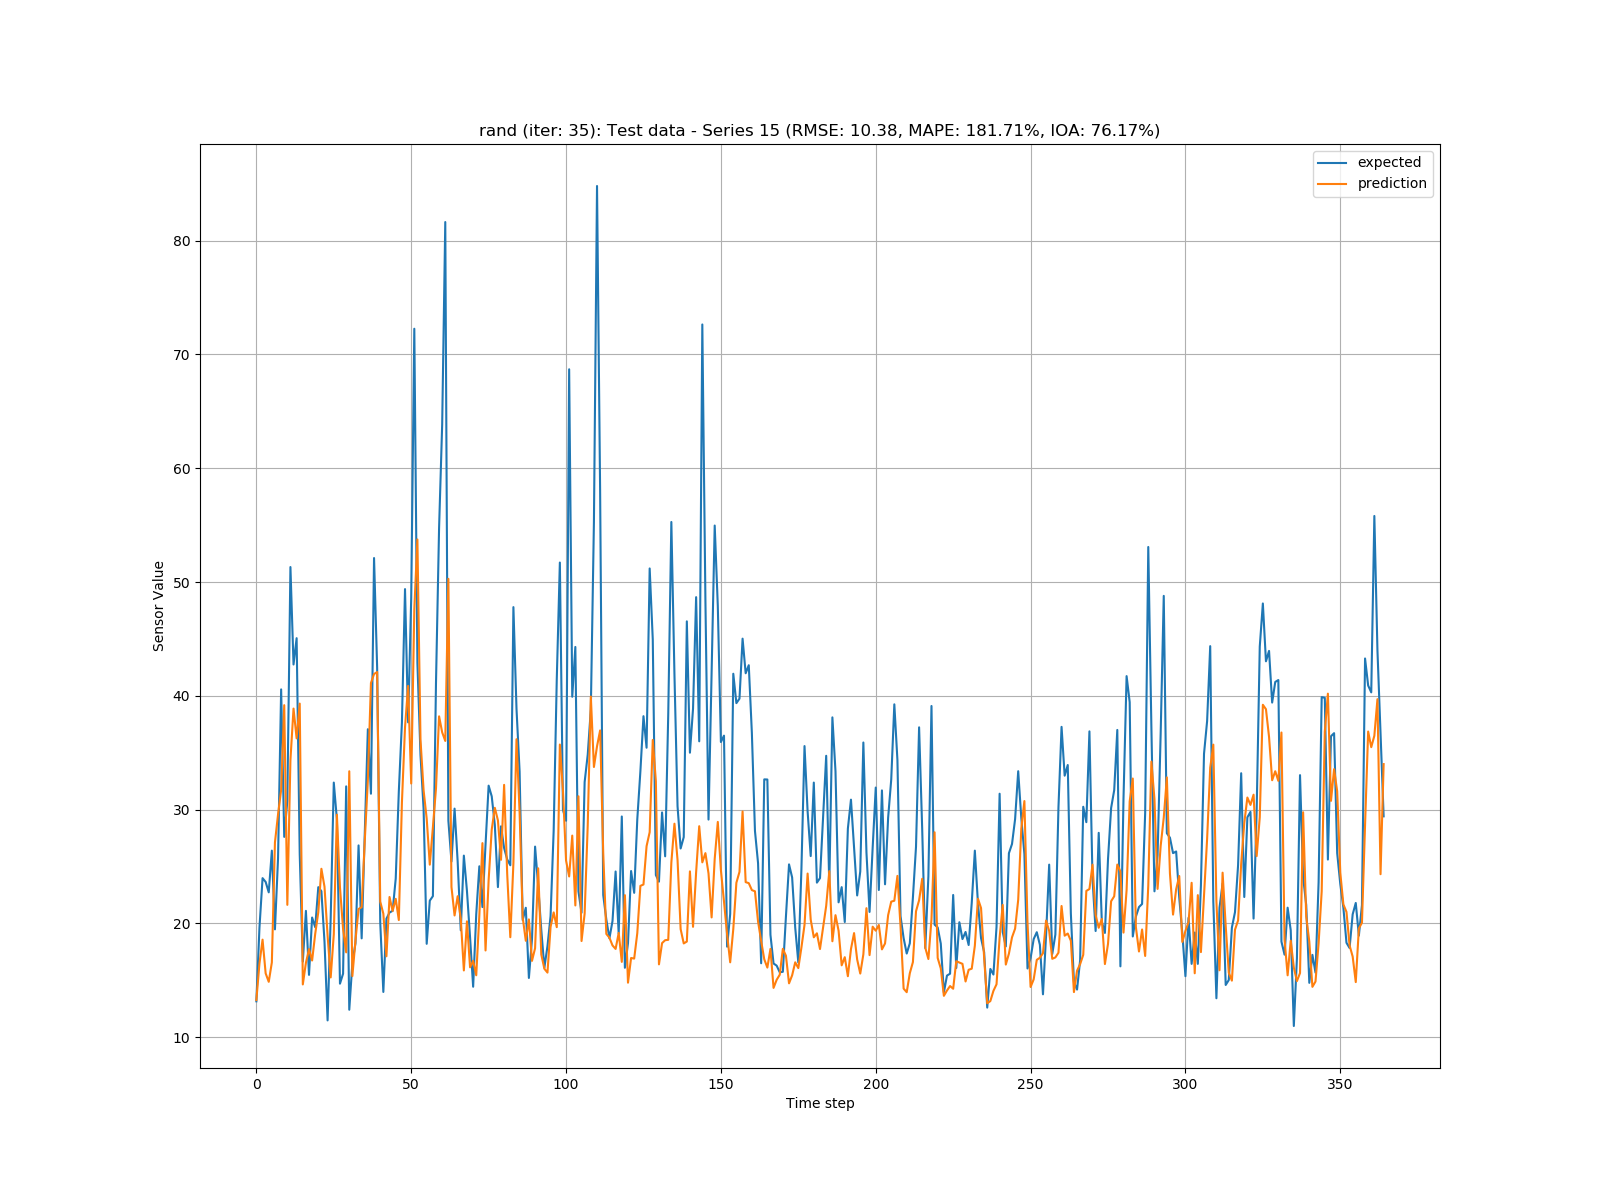 rand (iter: 35): Test data - Series 15 (RMSE: 10.38, MAPE: 181.71%, IOA: 76.17%)
expected
prediction
80
70
60
50
40
30
20
10
Sensor Value
0 50 100 150 200 250 300 350
Time step